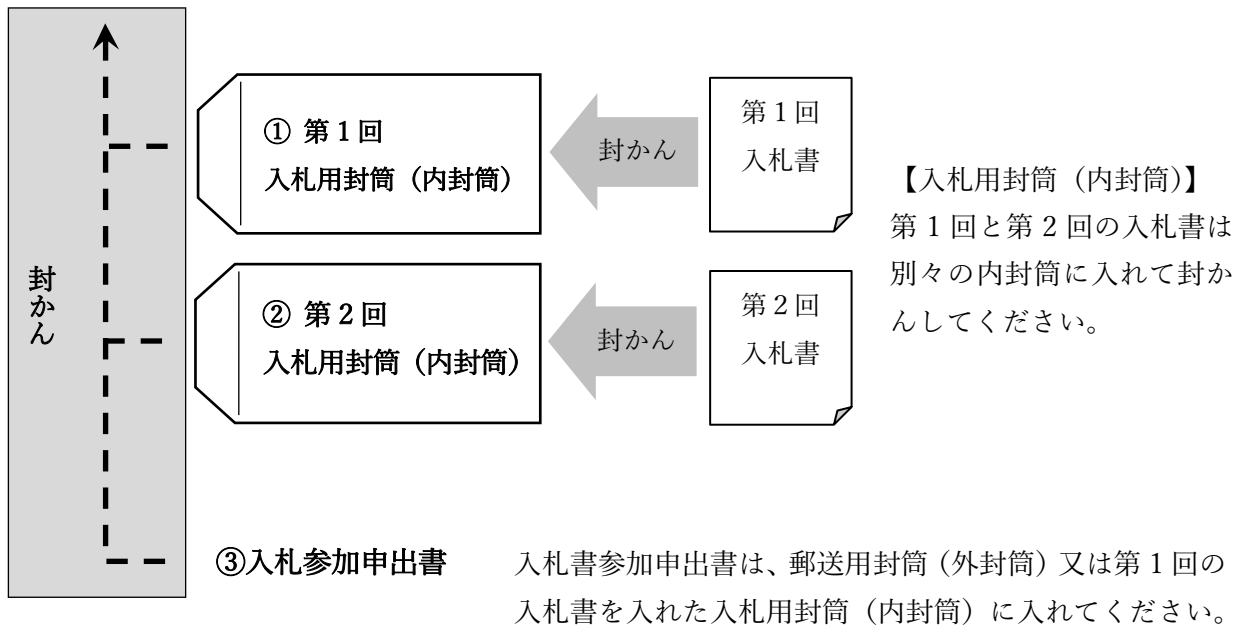 封かん
① 第1回
入札用封筒（内封筒）
封かん
第1回
入札書
【入札用封筒（内封筒）】
第1回と第2回の入札書は
別々の内封筒に入れて封か
んしてください。
② 第2回
入札用封筒（内封筒）
封かん
第2回
入札書
③入札参加申出書
入札書参加申出書は、郵送用封筒（外封筒）又は第1回の
入札書を入れた入札用封筒（内封筒）に入れてください。